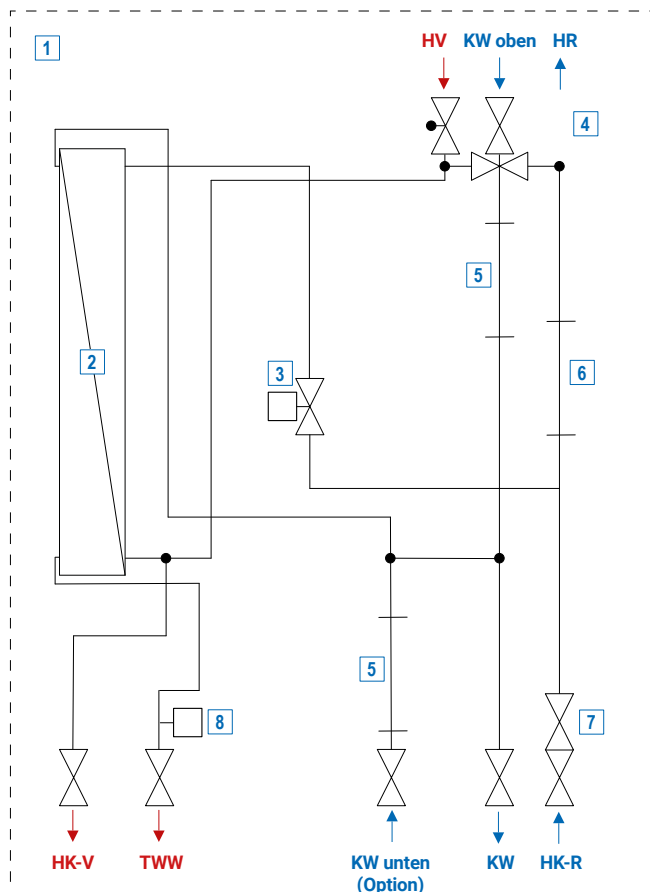 1
HV
KW oben
HR
4
5
2
3
6
5
7
8
HK-V
TWW
KW unten
(Option)
KW
HK-R